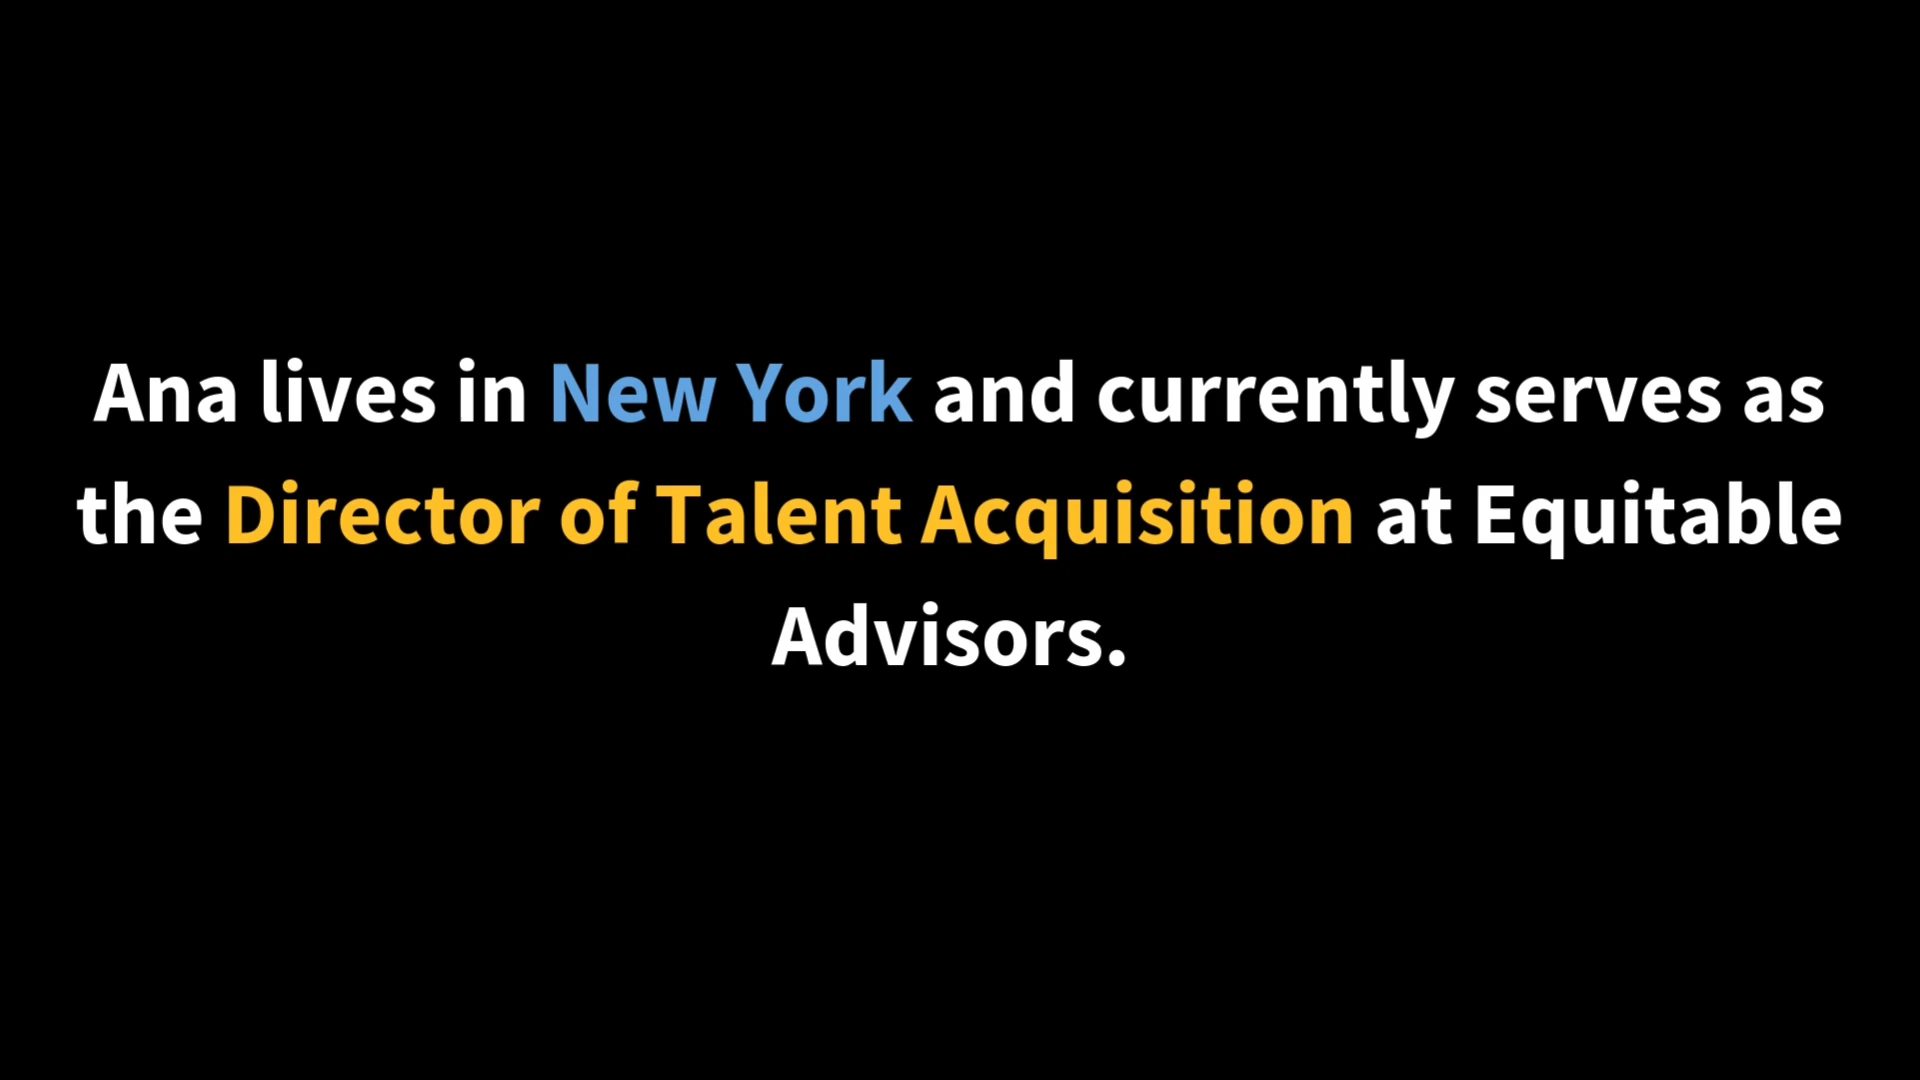 Ana lives in New York and currently serves as
the Director of Talent Acquisition at Equitable
Advisors.